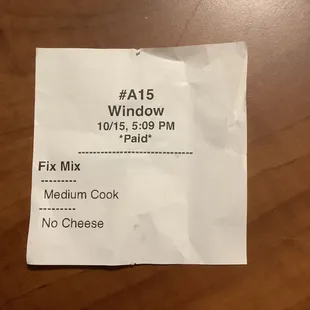 #A15
Window
10/15, 5:09 PM
*Paid*
------------------------------
Fix Mix
---------
Medium Cook
---------
No Cheese